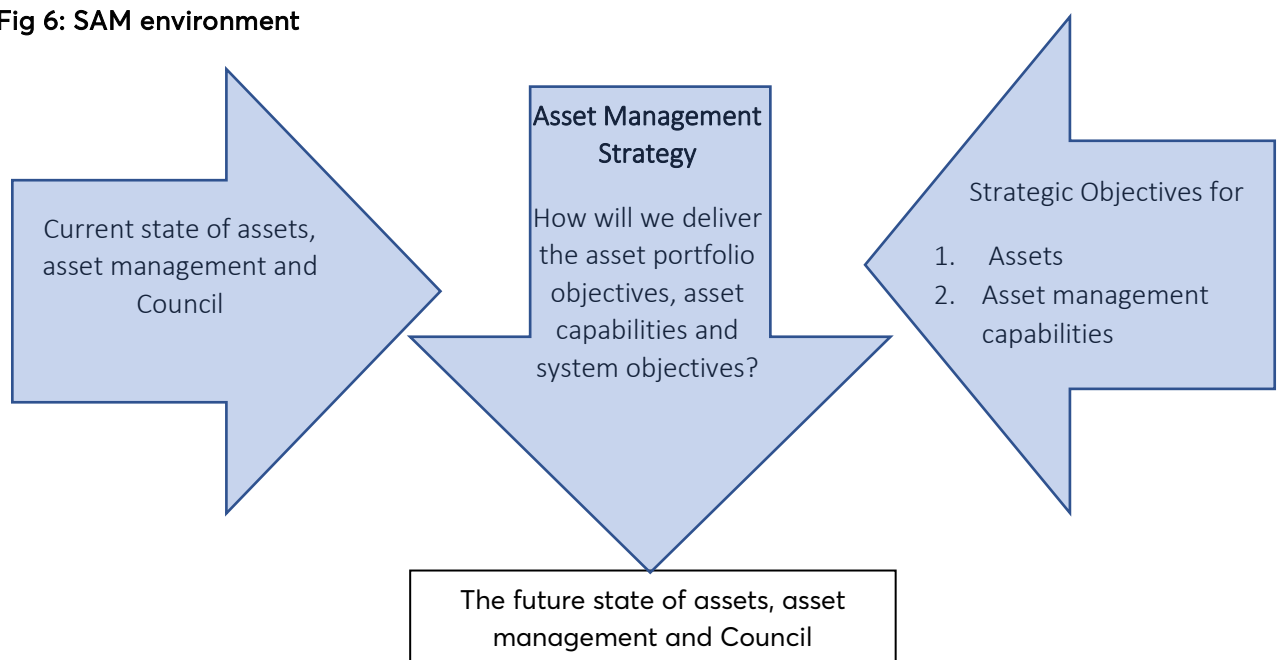 Fig 6: SAM environment
Current state of assets,
asset management and
Council
Asset Management
Strategy
How will we deliver
the asset portfolio
objectives, asset
capabilities and
system objectives?
Strategic Objectives for
1. Assets
2. Asset management
capabilities
The future state of assets, asset
management and Council